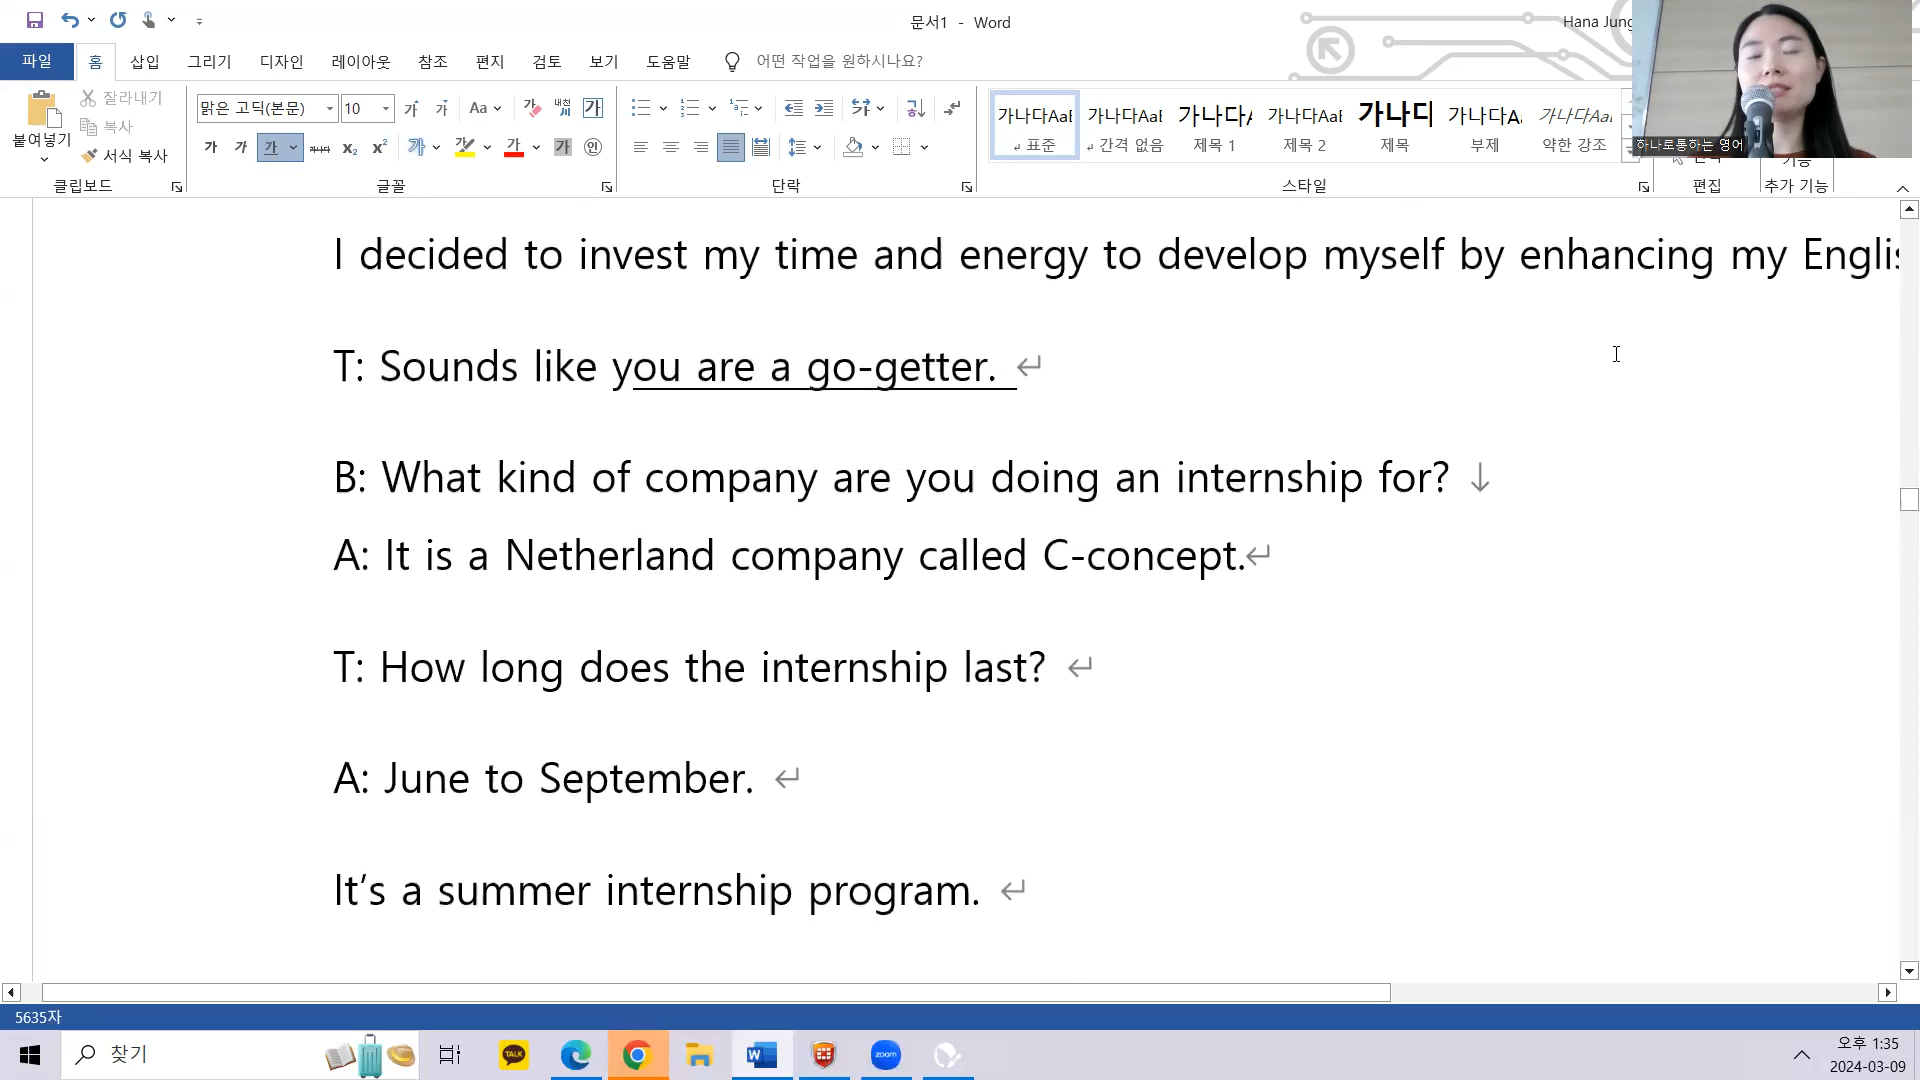 문서1 - Word
Hana Jung
파일 홈 삽입 그리기 디자인 레이아웃 참조 편지 검토 보기 도움말 어떤 작업을 원하시나요?
붙여넣기
잘라내기
복사
서식 복사
클립보드
맑은 고딕(본문) 10
글꼴
단락
가나다AaB 가나다AaB 가나다A 가나다AaB 가나다 가나다Aa 가나다AaB
표준 간격 없음 제목 1 제목 2 제목 부제 약한 강조
스타일
편집
추가 기능
하나로통하는 영어
I decided to invest my time and energy to develop myself by enhancing my Englis
T: Sounds like you are a go-getter.
B: What kind of company are you doing an internship for?
A: It is a Netherland company called C-concept.
T: How long does the internship last?
A: June to September.
It's a summer internship program.
5635자
찾기
TALK
zoom
오후 1:35
2024-03-09